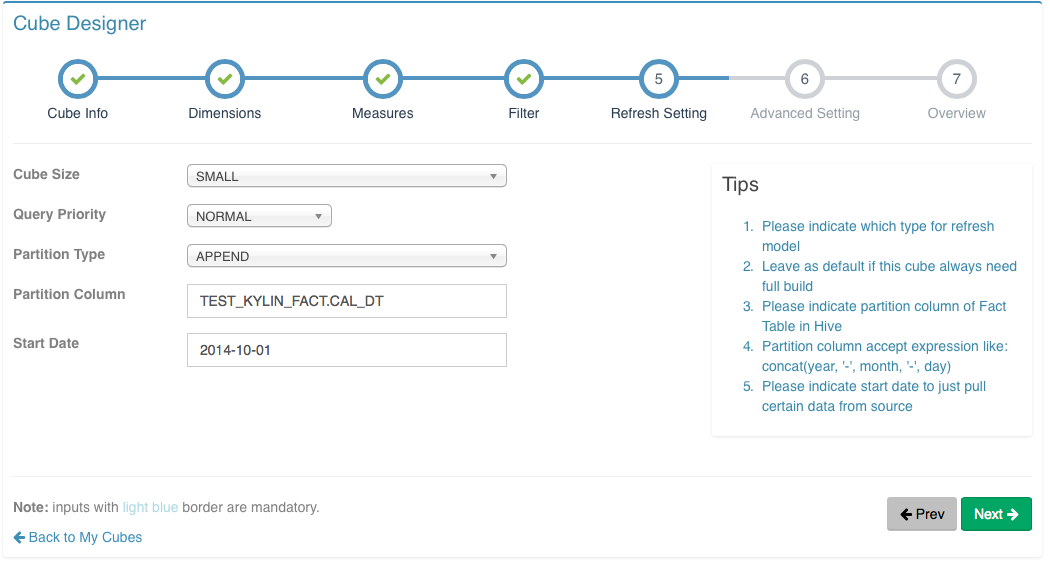 Cube Designer
5 6 7
Cube Info Dimensions Measures Filter Refresh Setting Advanced Setting Overview
Cube Size SMALL
Query Priority NORMAL
Partition Type APPEND
Partition Column TEST_KYLIN_FACT.CAL_DT
Start Date 2014-10-01
Tips
1. Please indicate which type for refresh
model
2. Leave as default if this cube always need
full build
3. Please indicate partition column of Fact
Table in Hive
4. Partition column accept expression like:
concat(year, '-', month, '-', day)
5. Please indicate start date to just pull
certain data from source
Note: inputs with light blue border are mandatory.
Back to My Cubes
Prev Next